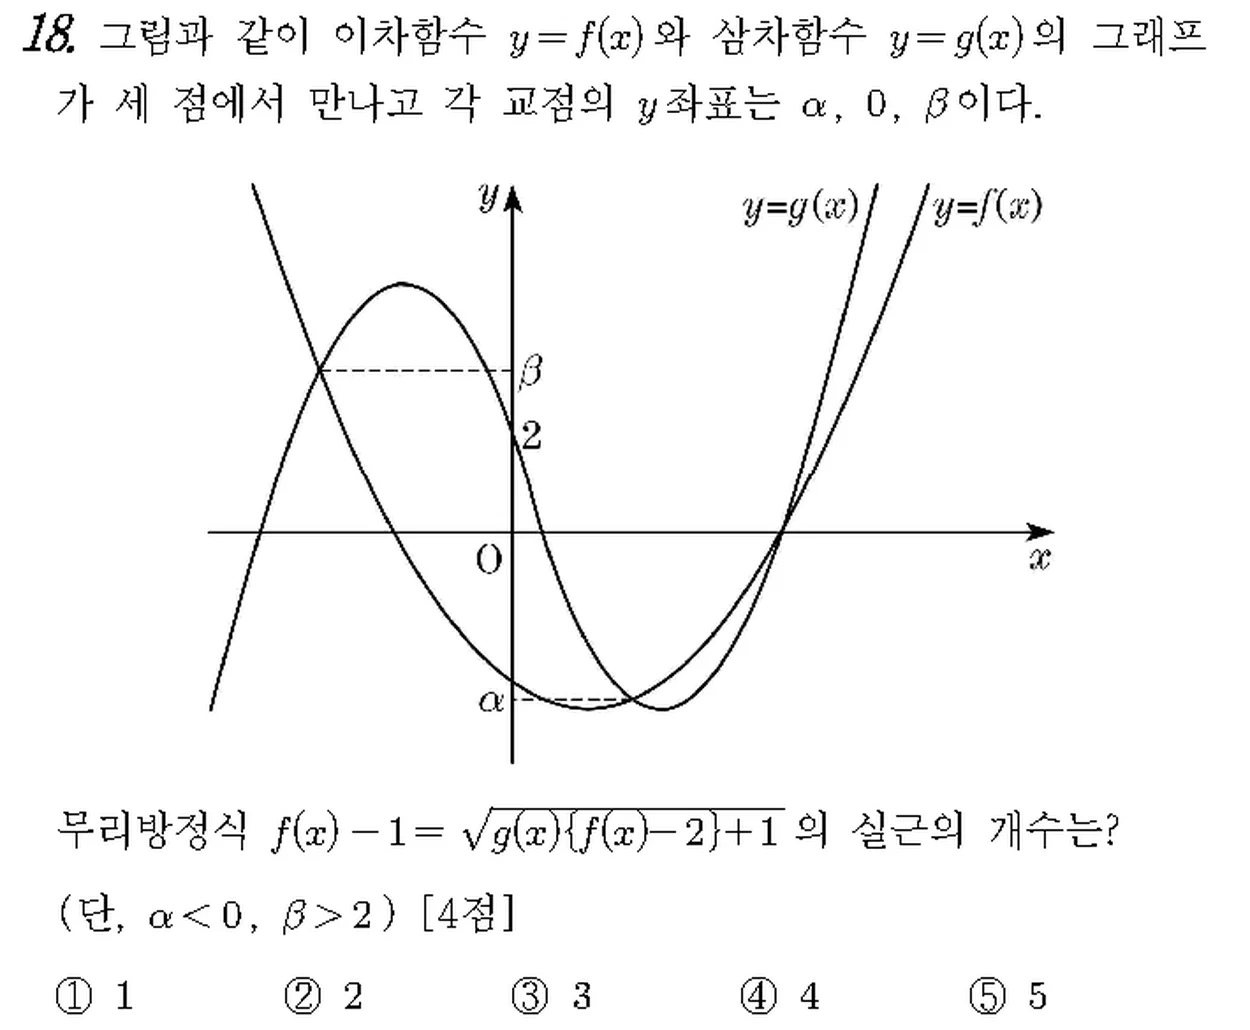 18. 그림과 같이 이차함수 y=f(x)와 삼차함수 y=g(x)의 그래프
가 세 점에서 만나고 각 교점의 y좌표는 α, 0, β이다.
y
y=g(x)
y=f(x)
β
2
O
x
α
무리방정식 f(x)-1=√g(x){f(x)-2}+1 의 실근의 개수는?
(단, α<0, β>2) [4점]
① 1 ② 2 ③ 3 ④ 4 ⑤ 5